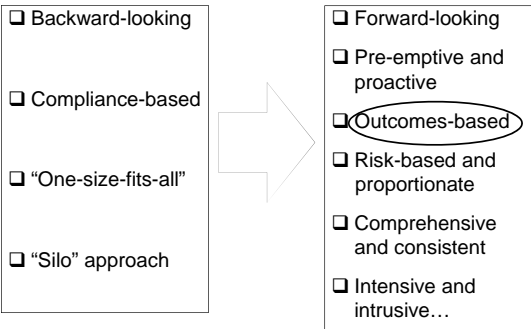 ❑ Backward-looking
❑ Compliance-based
❑ “One-size-fits-all”
❑ “Silo” approach
❑ Forward-looking
❑ Pre-emptive and
proactive
❑ Outcomes-based
❑ Risk-based and
proportionate
❑ Comprehensive
and consistent
❑ Intensive and
intrusive…